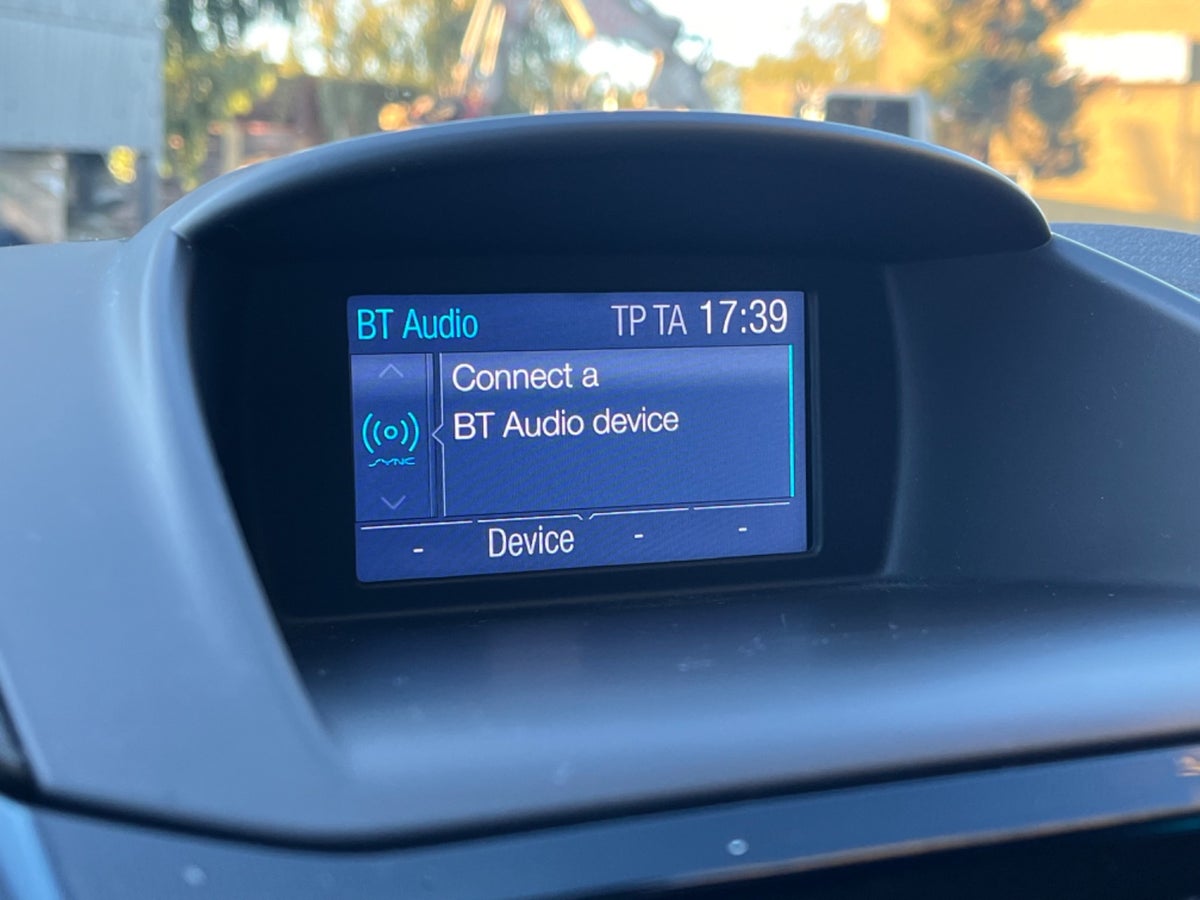 BT Audio TP TA 17:39
Connect a
BT Audio device
SYNC
- Device - -